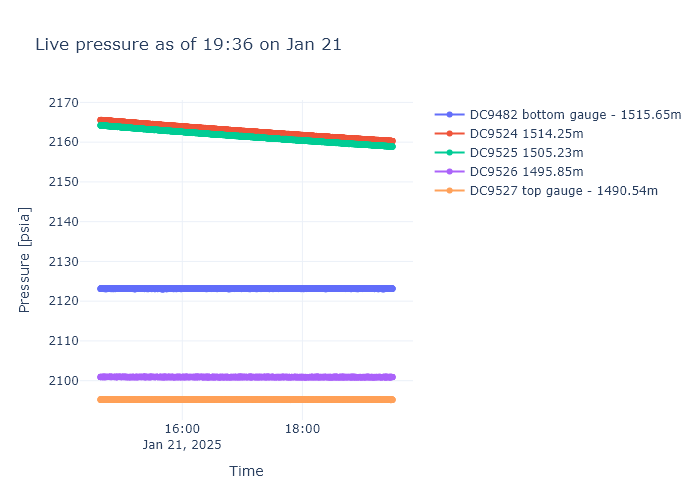 Live pressure as of 19:36 on Jan 21
DC9482 bottom gauge - 1515.65m
DC9524 1514.25m
DC9525 1505.23m
DC9526 1495.85m
DC9527 top gauge - 1490.54m
Pressure [psia]
2170
2160
2150
2140
2130
2120
2110
2100
16:00
18:00
Jan 21, 2025
Time